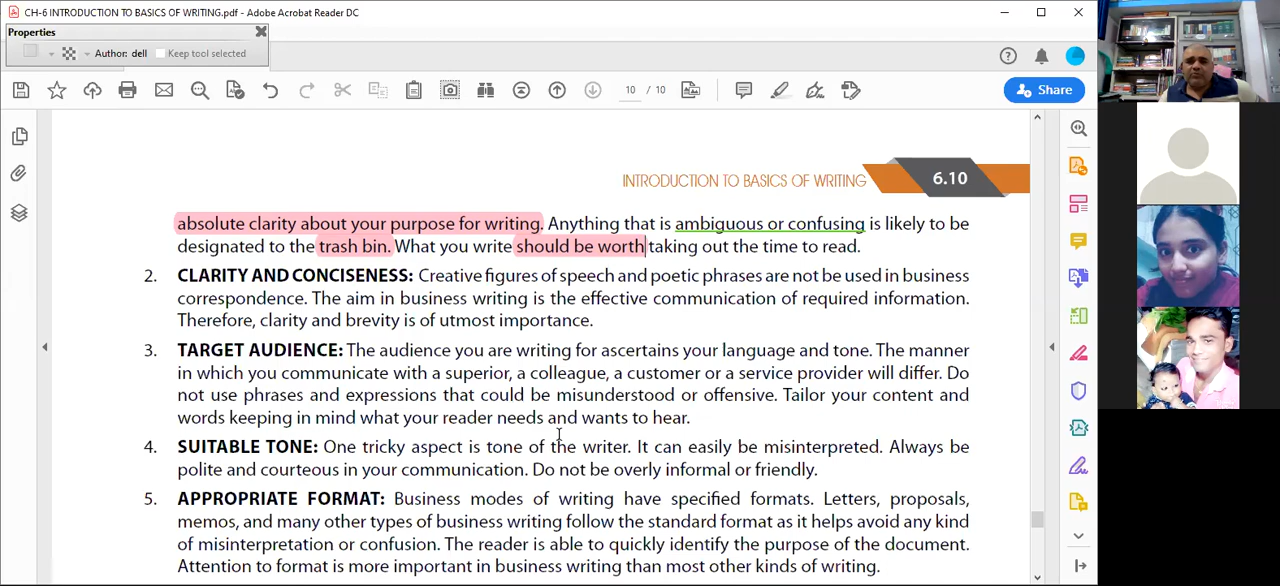 CH-6 INTRODUCTION TO BASICS OF WRITING.pdf - Adobe Acrobat Reader DC
Properties
Author: dell
Keep tool selected
10 / 10
Share
INTRODUCTION TO BASICS OF WRITING
6.10
absolute clarity about your purpose for writing. Anything that is ambiguous or confusing is likely to be
designated to the trash bin. What you write should be worth taking out the time to read.
2. CLARITY AND CONCISENESS: Creative figures of speech and poetic phrases are not be used in business
correspondence. The aim in business writing is the effective communication of required information.
Therefore, clarity and brevity is of utmost importance.
3. TARGET AUDIENCE: The audience you are writing for ascertains your language and tone. The manner
in which you communicate with a superior, a colleague, a customer or a service provider will differ. Do
not use phrases and expressions that could be misunderstood or offensive. Tailor your content and
words keeping in mind what your reader needs and wants to hear.
4. SUITABLE TONE: One tricky aspect is tone of the writer. It can easily be misinterpreted. Always be
polite and courteous in your communication. Do not be overly informal or friendly.
5. APPROPRIATE FORMAT: Business modes of writing have specified formats. Letters, proposals,
memos, and many other types of business writing follow the standard format as it helps avoid any kind
of misinterpretation or confusion. The reader is able to quickly identify the purpose of the document.
Attention to format is more important in business writing than most other kinds of writing.